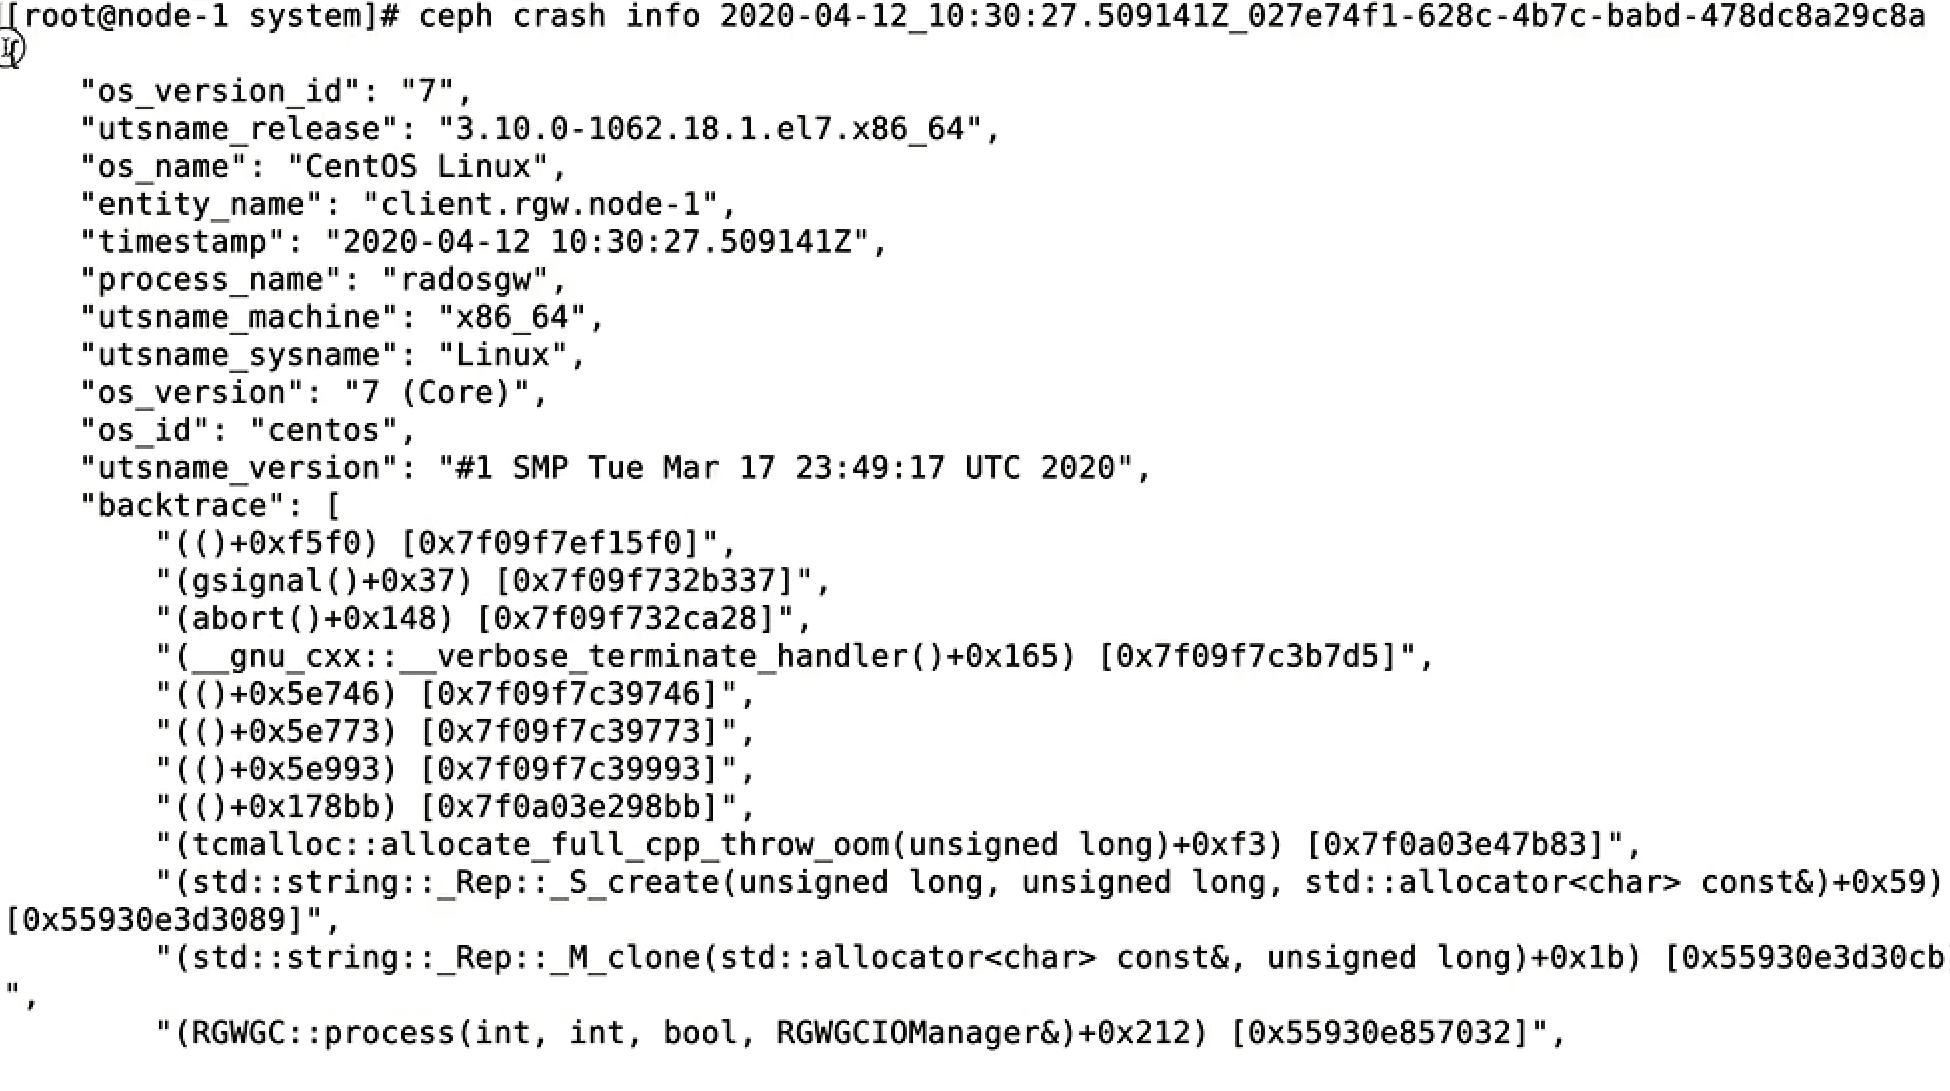 [[root@node-1 system]# ceph crash info 2020-04-12_10:30:27.509141Z_027e74f1-628c-4b7c-babd-478dc8a29c8a
{
"os_version_id": "7",
"utsname_release": "3.10.0-1062.18.1.el7.x86_64",
"os_name": "CentOS Linux",
"entity_name": "client.rgw.node-1",
"timestamp": "2020-04-12 10:30:27.509141Z",
"process_name": "radosgw",
"utsname_machine": "x86_64",
"utsname_sysname": "Linux",
"os_version": "7 (Core)",
"os_id": "centos",
"utsname_version": "#1 SMP Tue Mar 17 23:49:17 UTC 2020",
"backtrace": [
"(()+0xf5f0) [0x7f09f7ef15f0]",
"(gsignal()+0x37) [0x7f09f732b337]",
"(abort()+0x148) [0x7f09f732ca28]",
"(__gnu_cxx::__verbose_terminate_handler()+0x165) [0x7f09f7c3b7d5]",
"(()+0x5e746) [0x7f09f7c39746]",
"(()+0x5e773) [0x7f09f7c39773]",
"(()+0x5e993) [0x7f09f7c39993]",
"(()+0x178bb) [0x7f0a03e298bb]",
"(tcmalloc::allocate_full_cpp_throw_oom(unsigned long)+0xf3) [0x7f0a03e47b83]",
"(std::string::_Rep::_S_create(unsigned long, unsigned long, std::allocator<char> const&)+0x59)
[0x55930e3d3089]",
"(std::string::_Rep::_M_clone(std::allocator<char> const&, unsigned long)+0x1b) [0x55930e3d30cb]
",
"(RGWGC::process(int, int, bool, RGWGCIOManager&)+0x212) [0x55930e857032]",